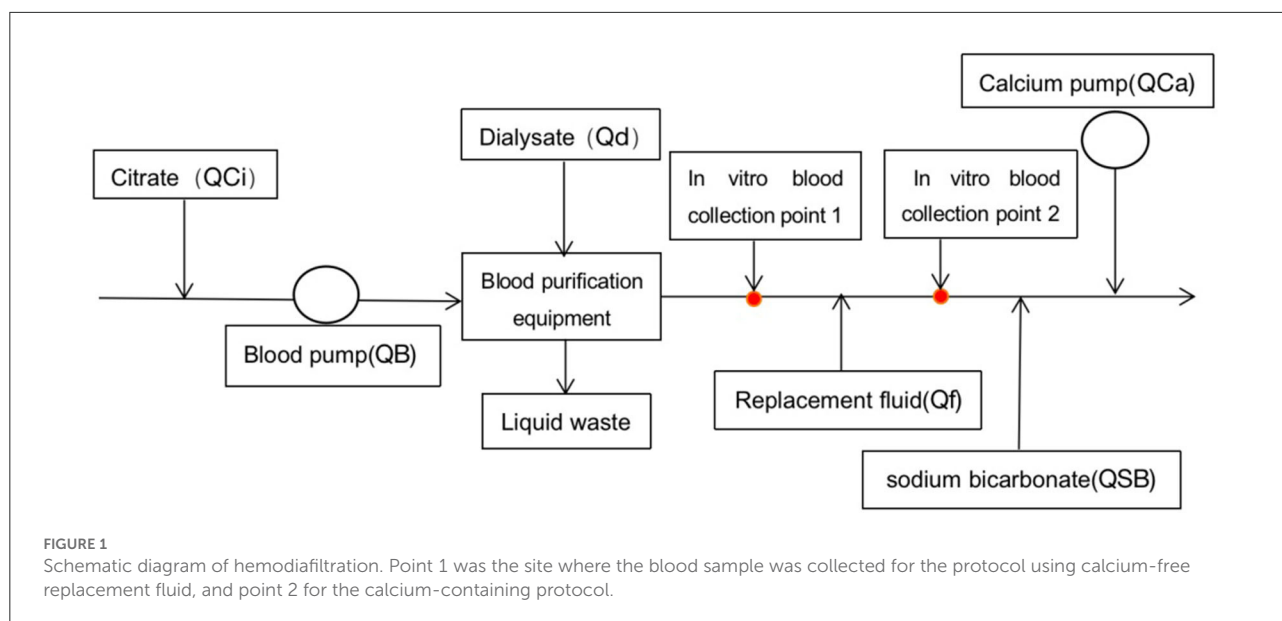 Calcium pump(QCa)
Dialysate（Qd）
Citrate（QCi）
In vitro blood
collection point 1
In vitro blood
collection point 2
Blood purification
equipment
Blood pump(QB)
Replacement fluid(Qf)
Liquid waste
sodium bicarbonate(QSB)
FIGURE 1
Schematic diagram of hemodiafiltration. Point 1 was the site where the blood sample was collected for the protocol using calcium-free
replacement fluid, and point 2 for the calcium-containing protocol.